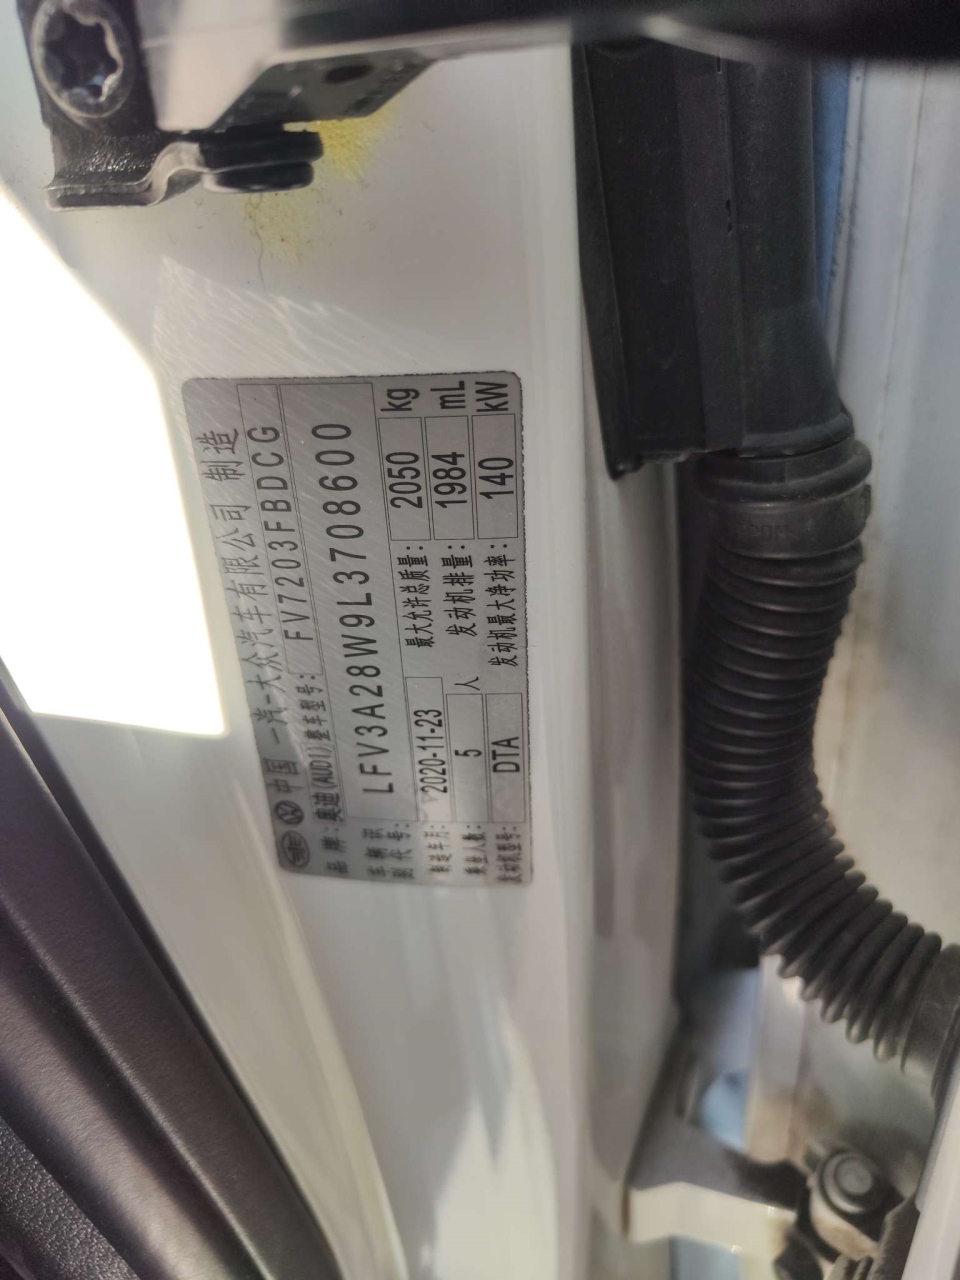 中国 一汽-大众汽车有限公司 制造
品牌: 奥迪(AUDI) 整车型号: FV7203FBDCG
车辆识别代号: LFV3A28W9L3708600
制造年月: 2020-11-23 最大允许总质量: 2050 kg
乘坐人数: 5 人 发动机排量: 1984 mL
发动机型号: DTA 发动机最大净功率: 140 kW